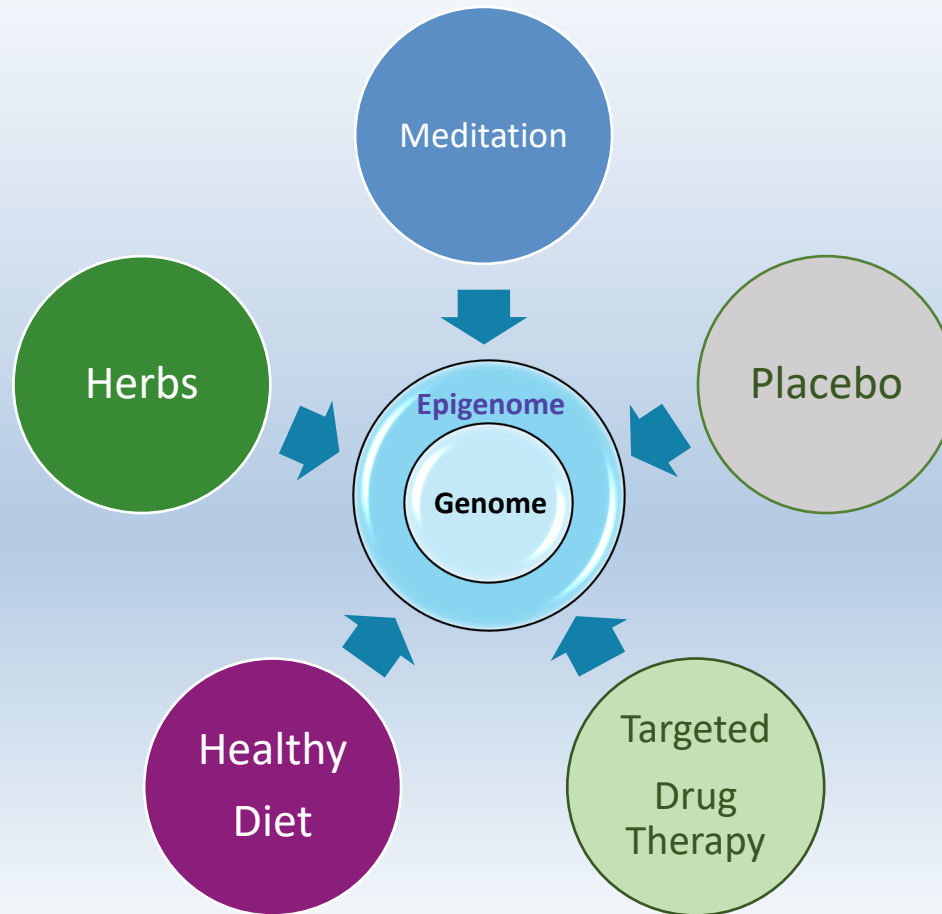 Meditation
Herbs
Placebo
Epigenome
Genome
Healthy
Diet
Targeted
Drug
Therapy